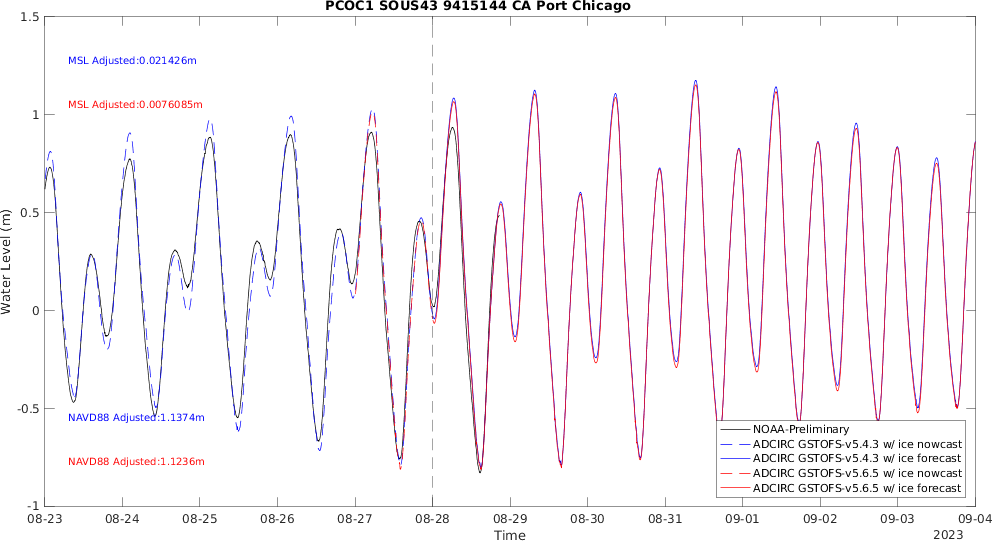 PCOC1 SOUS43 9415144 CA Port Chicago
1.5
1
0.5
0
-0.5
-1
Water Level (m)
MSL Adjusted:0.021426m
MSL Adjusted:0.0076085m
NAVD88 Adjusted:1.1374m
NAVD88 Adjusted:1.1236m
NOAA-Preliminary
ADCIRC GSTOFS-v5.4.3 w/ ice nowcast
ADCIRC GSTOFS-v5.4.3 w/ ice forecast
ADCIRC GSTOFS-v5.6.5 w/ ice nowcast
ADCIRC GSTOFS-v5.6.5 w/ ice forecast
08-23 08-24 08-25 08-26 08-27 08-28 08-29 08-30 08-31 09-01 09-02 09-03 09-04
Time
2023